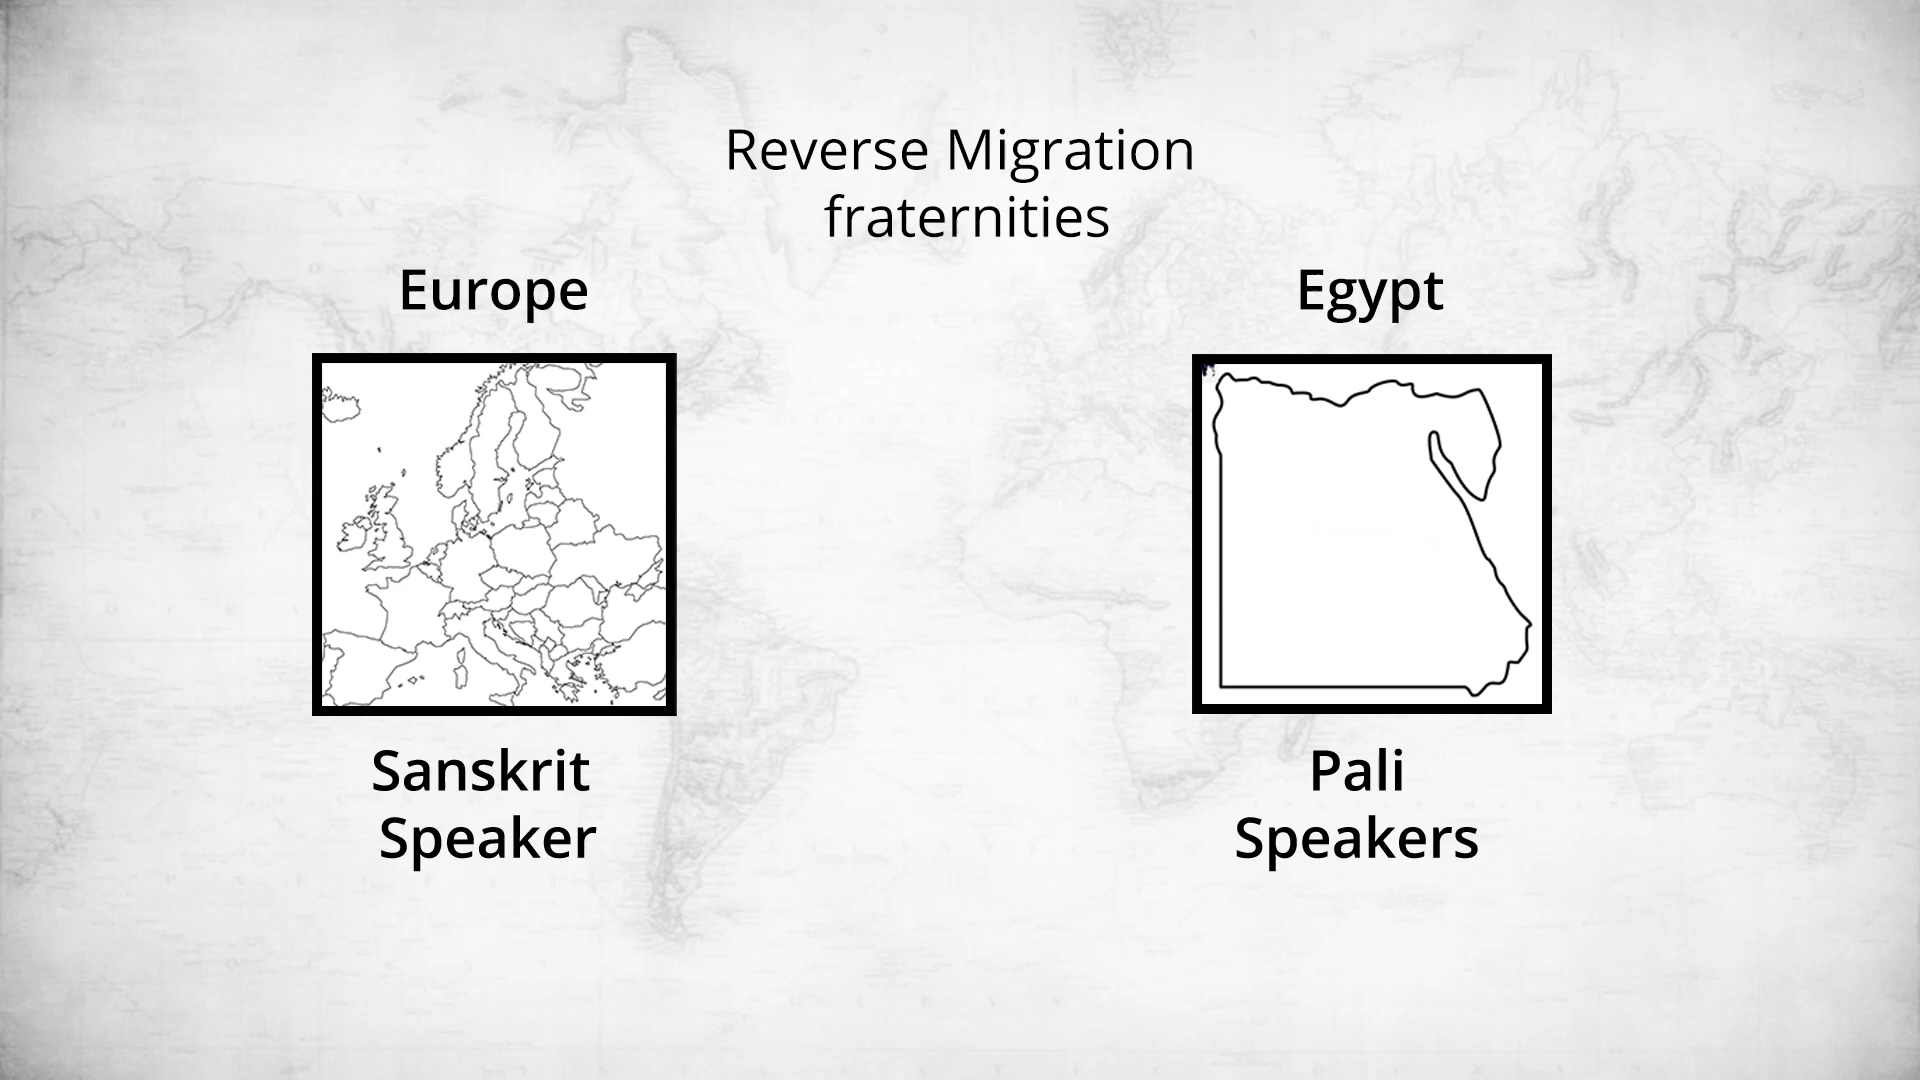 Reverse Migration
fraternities
Europe
Egypt
Sanskrit
Speaker
Pali
Speakers